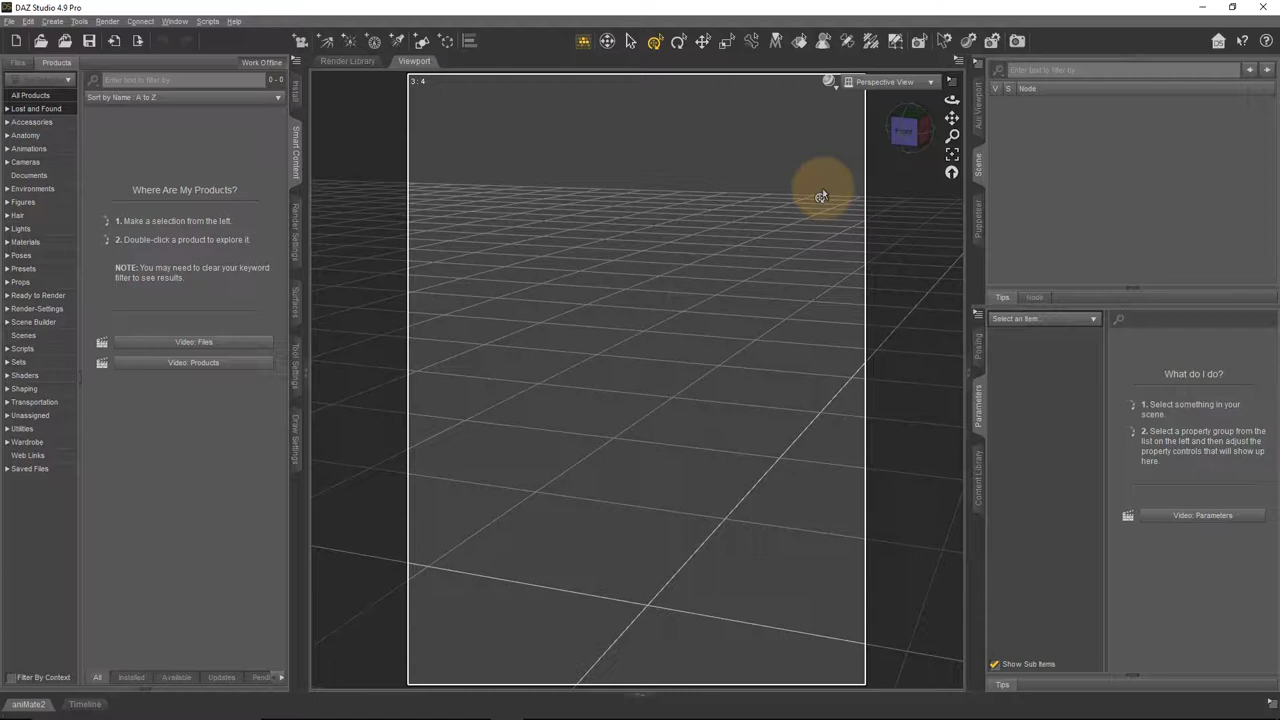 DAZ Studio 4.9 Pro
File Edit Create Tools Render Connect Window Scripts Help
Files Products Work Offline
Render Library Viewport
Enter text to filter by 0 - 0
Sort by Name : A to Z
All Products
Lost and Found
Accessories
Anatomy
Animations
Cameras
Documents
Environments
Figures
Hair
Lights
Materials
Poses
Presets
Props
Ready to Render
Render-Settings
Scene Builder
Scenes
Scripts
Sets
Shaders
Shaping
Transportation
Unassigned
Utilities
Wardrobe
Web Links
Saved Files
Filter By Context
Where Are My Products?
1. Make a selection from the left.
2. Double-click a product to explore it.
NOTE: You may need to clear your keyword
filter to see results.
Video: Files
Video: Products
All Installed Available Updates Pendi
Install
Smart Content
Render Settings
Surfaces
Tool Settings
Draw Settings
3 : 4
Perspective View
Front
Aux Viewport
Scene
Puppeteer
Enter text to filter by
V S Node
Tips Node
Posing
Parameters
Content Library
Select an Item...
What do I do?
1. Select something in your
scene.
2. Select a property group from the
list on the left and then adjust the
property controls that will show up
here.
Video: Parameters
Show Sub Items
Tips
aniMate2 Timeline